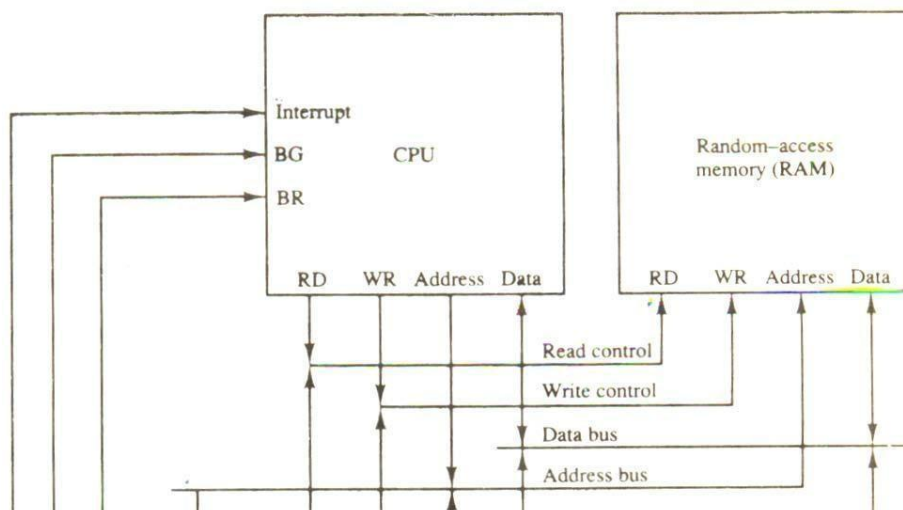 Interrupt
BG
CPU
BR
Random-access
memory (RAM)
RD WR Address Data
RD WR Address Data
Read control
Write control
Data bus
Address bus